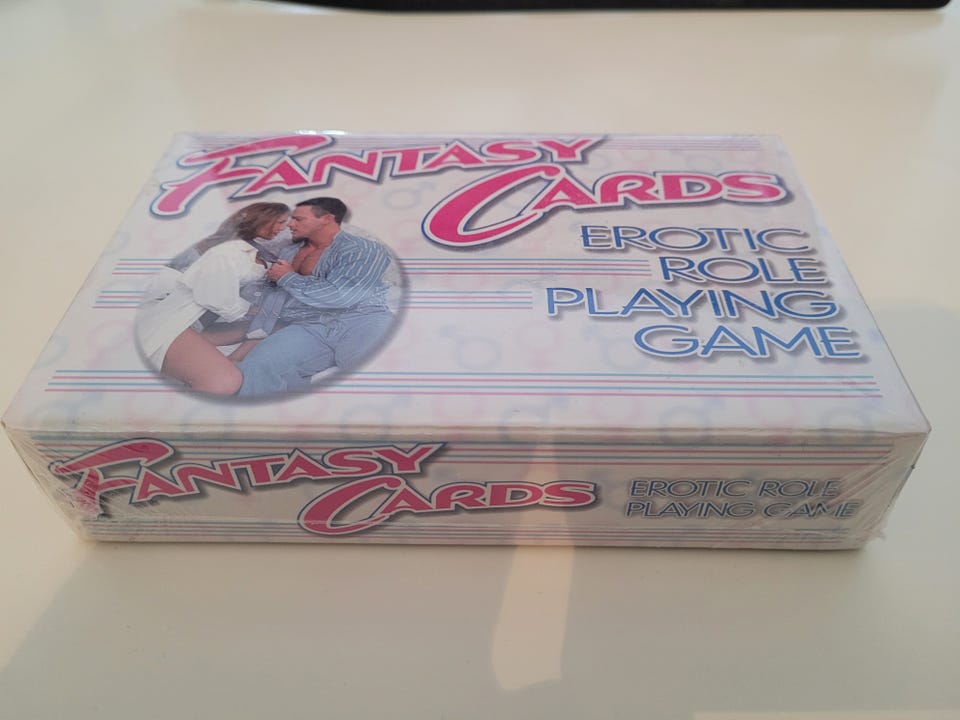 FANTASY
CARDS
EROTIC
ROLE
PLAYING
GAME
FANTASY
CARDS
EROTIC ROLE
PLAYING GAME